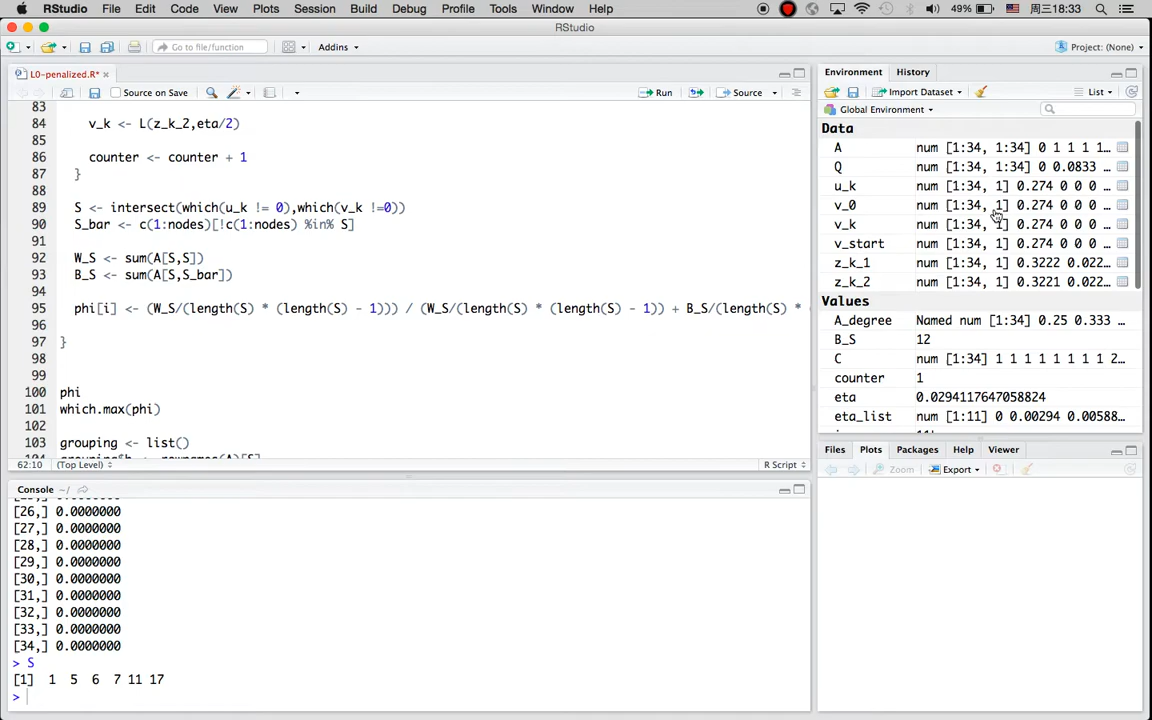 RStudio File Edit Code View Plots Session Build Debug Profile Tools Window Help 49% 周三18:33
RStudio
Go to file/function Addins Project: (None)
L0-penalized.R*
Source on Save Run Source
83
84 v_k <- L(z_k_2,eta/2)
85
86 counter <- counter + 1
87 }
88
89 S <- intersect(which(u_k != 0),which(v_k !=0))
90 S_bar <- c(1:nodes)[!c(1:nodes) %in% S]
91
92 W_S <- sum(A[S,S])
93 B_S <- sum(A[S,S_bar])
94
95 phi[i] <- (W_S/(length(S) * (length(S) - 1))) / (W_S/(length(S) * (length(S) - 1)) + B_S/(length(S) *
96
97 }
98
99
100 phi
101 which.max(phi)
102
103 grouping <- list()
62:10 (Top Level) R Script
Console ~/
[26,] 0.0000000
[27,] 0.0000000
[28,] 0.0000000
[29,] 0.0000000
[30,] 0.0000000
[31,] 0.0000000
[32,] 0.0000000
[33,] 0.0000000
[34,] 0.0000000
> S
[1] 1 5 6 7 11 17
>
Environment History
Import Dataset List
Global Environment
Data
A num [1:34, 1:34] 0 1 1 1 1…
Q num [1:34, 1:34] 0 0.0833 …
u_k num [1:34, 1] 0.274 0 0 0 …
v_0 num [1:34, 1] 0.274 0 0 0 …
v_k num [1:34, 1] 0.274 0 0 0 …
v_start num [1:34, 1] 0.274 0 0 0 …
z_k_1 num [1:34, 1] 0.3222 0.022…
z_k_2 num [1:34, 1] 0.3221 0.022…
Values
A_degree Named num [1:34] 0.25 0.333 …
B_S 12
C num [1:34] 1 1 1 1 1 1 1 1 2…
counter 1
eta 0.0294117647058824
eta_list num [1:11] 0 0.00294 0.00588…
Files Plots Packages Help Viewer
Zoom Export